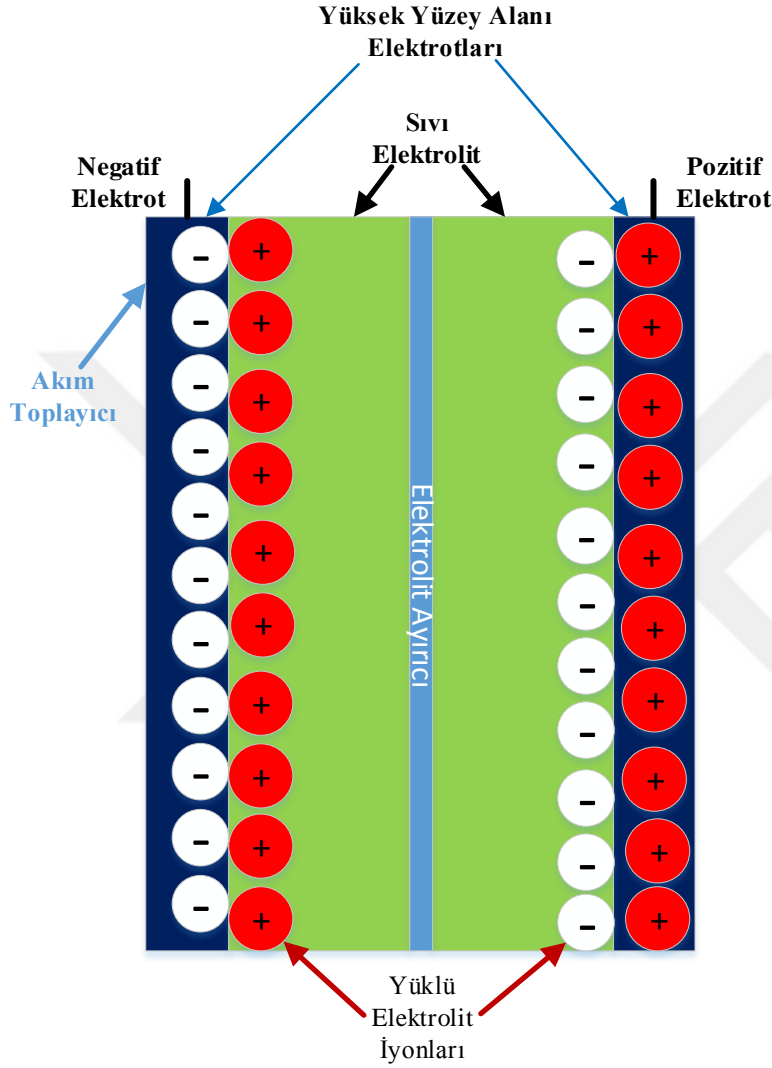 Yüksek Yüzey Alanı
Elektrotları
Sıvı
Elektrolit
Negatif
Elektrot
Pozitif
Elektrot
Akım
Toplayıcı
Elektrolit Ayırıcı
Yüklü
Elektrolit
İyonları